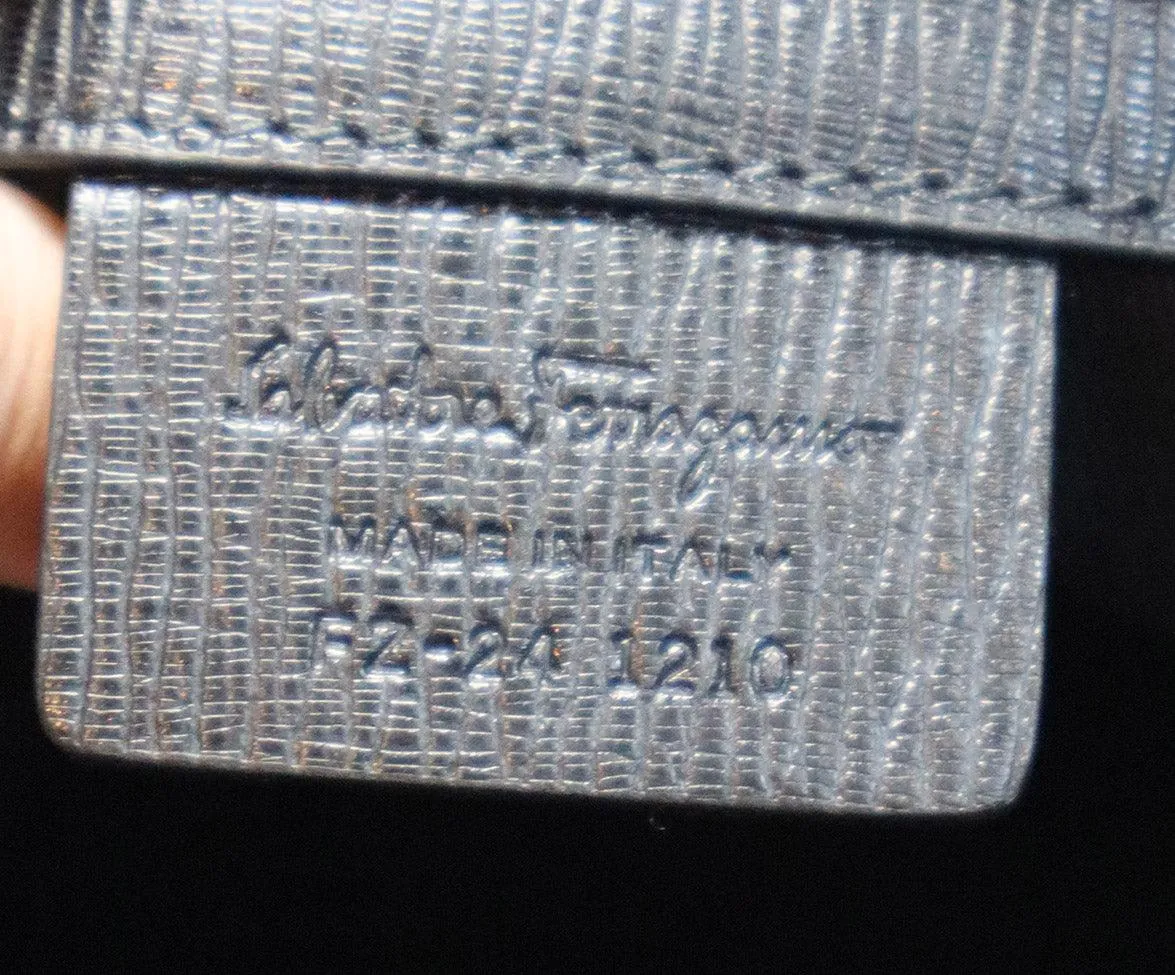 Salvatore Ferragamo
MADE IN ITALY
FZ-24 1210